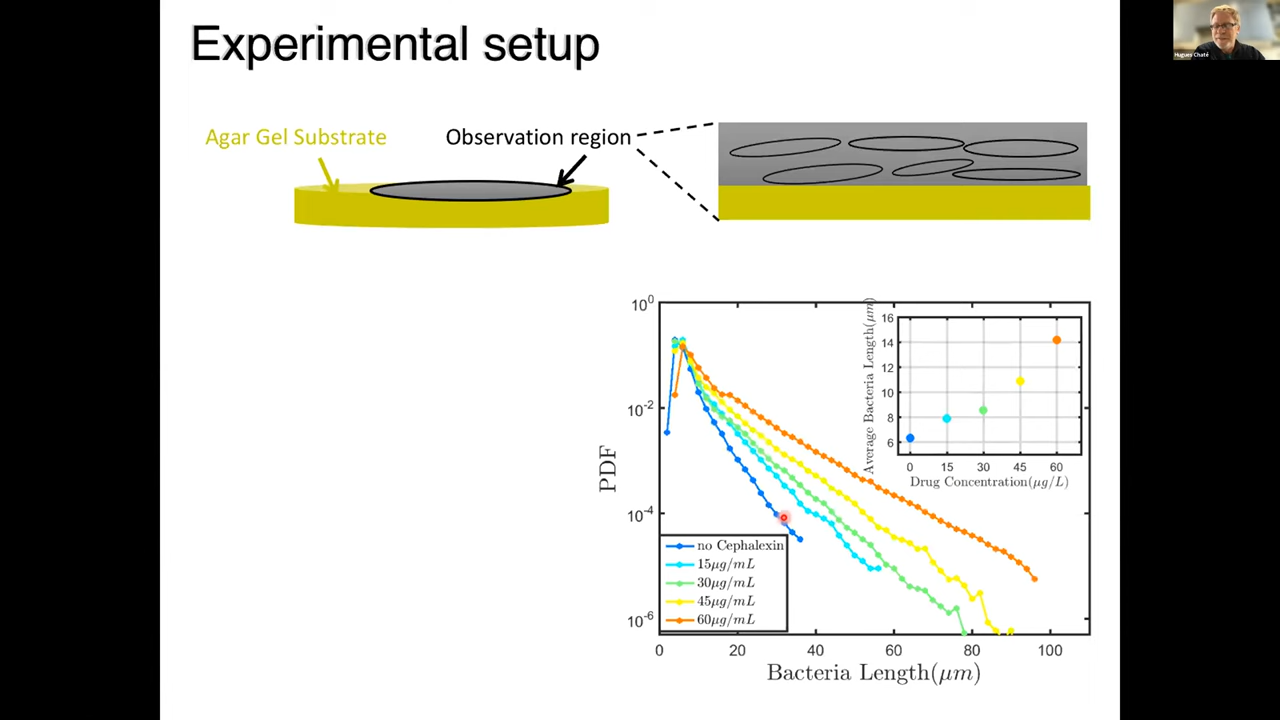 Experimental setup
Hugues Chaté
Agar Gel Substrate
Observation region
10^0
10^-2
10^-4
10^-6
PDF
0 20 40 60 80 100
Bacteria Length(μm)
no Cephalexin
15μg/mL
30μg/mL
45μg/mL
60μg/mL
Average Bacteria Length(μm)
16
14
12
10
8
6
0 15 30 45 60
Drug Concentration(μg/L)